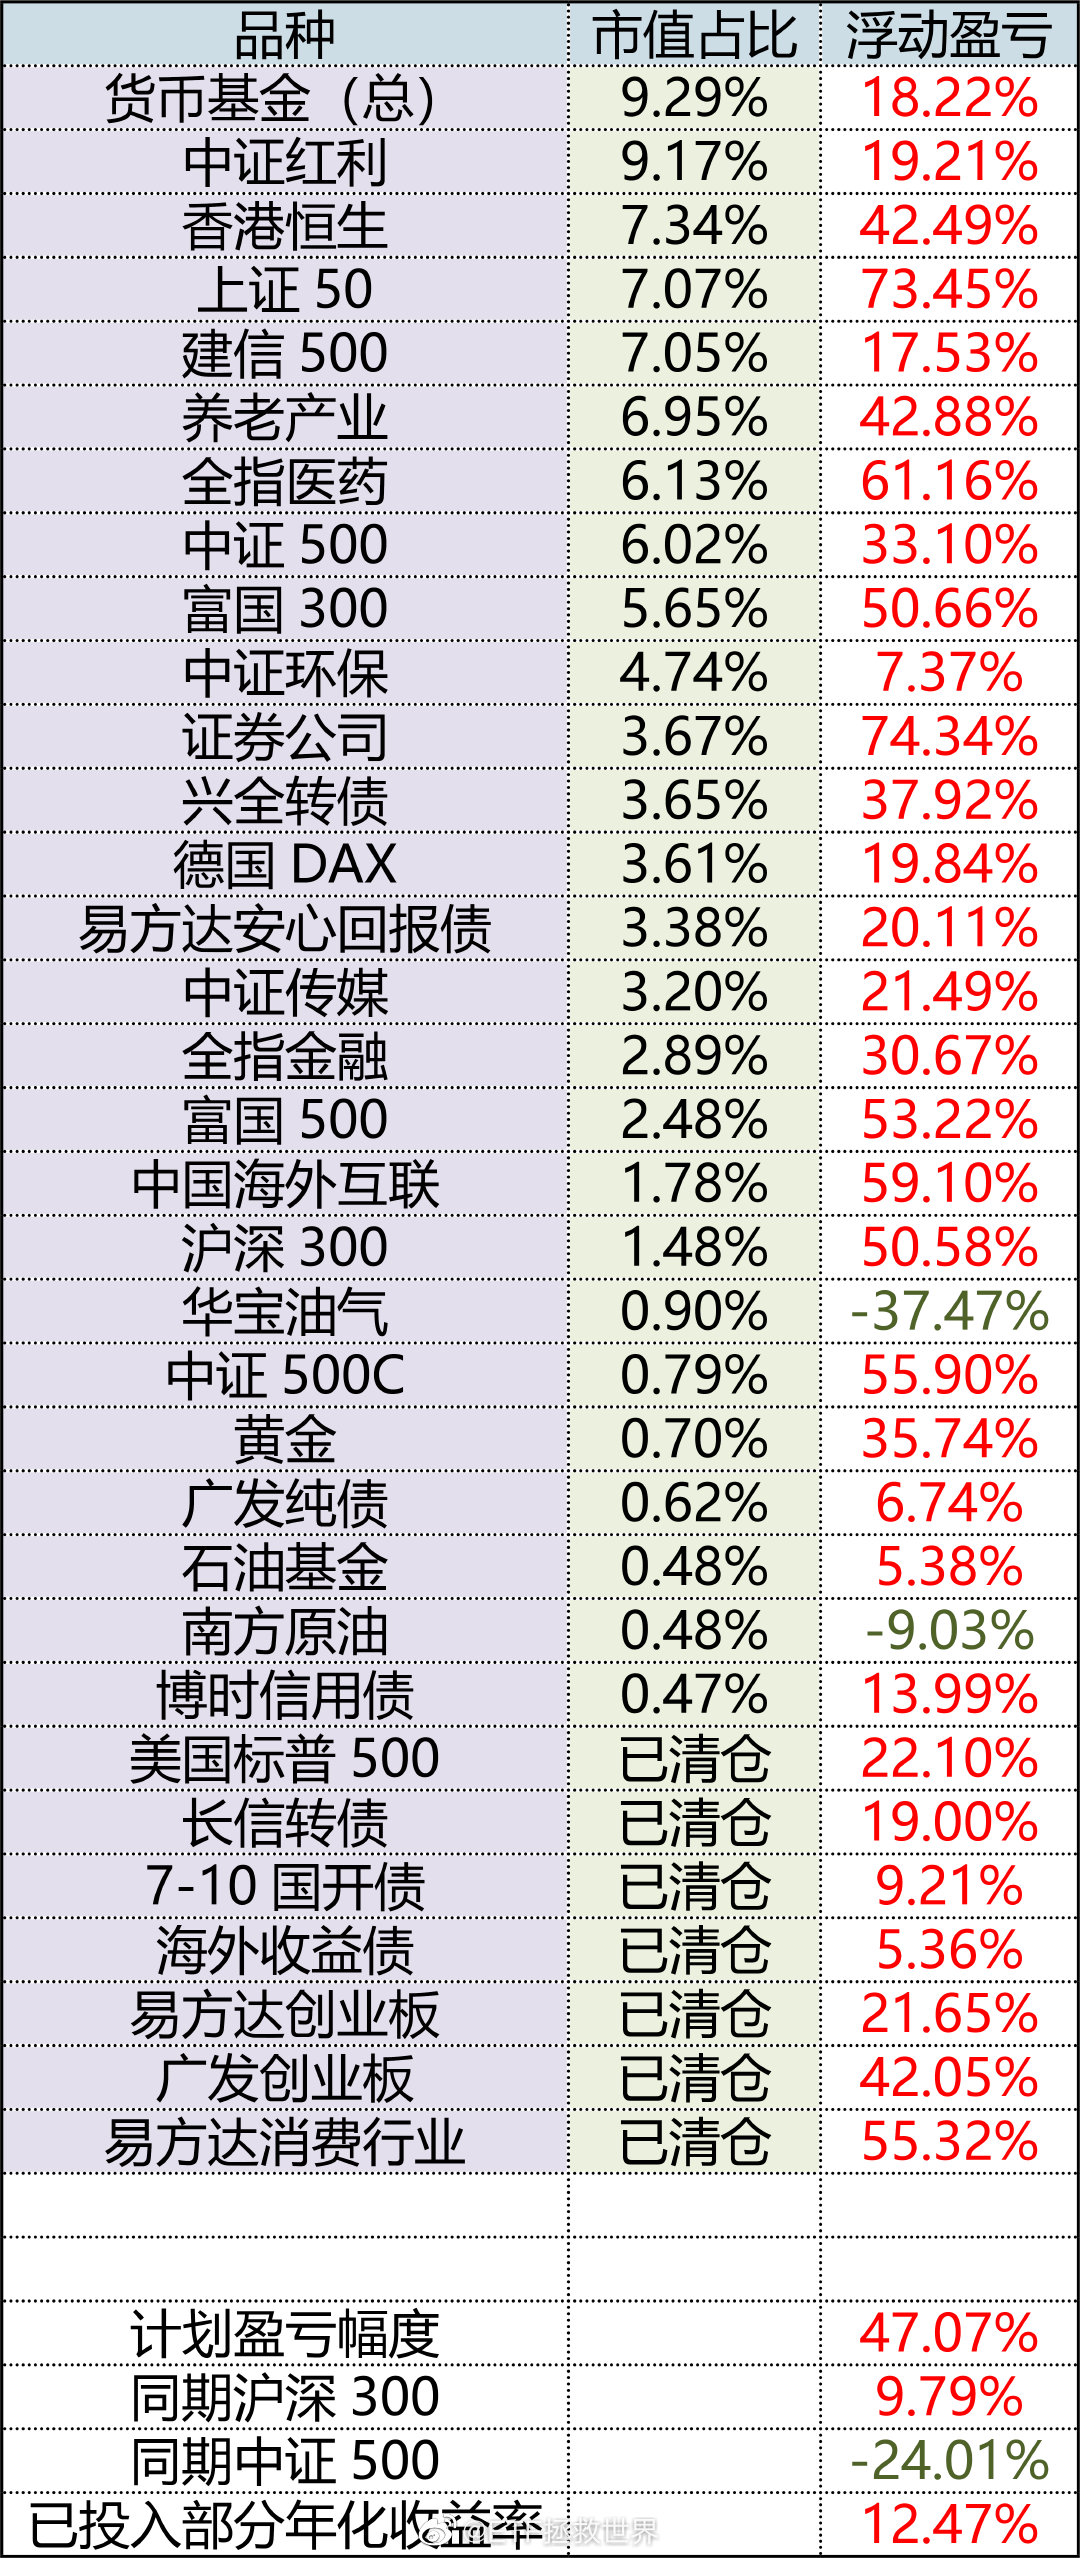 品种 市值占比 浮动盈亏
货币基金（总） 9.29% 18.22%
中证红利 9.17% 19.21%
香港恒生 7.34% 42.49%
上证 50 7.07% 73.45%
建信 500 7.05% 17.53%
养老产业 6.95% 42.88%
全指医药 6.13% 61.16%
中证 500 6.02% 33.10%
富国 300 5.65% 50.66%
中证环保 4.74% 7.37%
证券公司 3.67% 74.34%
兴全转债 3.65% 37.92%
德国 DAX 3.61% 19.84%
易方达安心回报债 3.38% 20.11%
中证传媒 3.20% 21.49%
全指金融 2.89% 30.67%
富国 500 2.48% 53.22%
中国海外互联 1.78% 59.10%
沪深 300 1.48% 50.58%
华宝油气 0.90% -37.47%
中证 500C 0.79% 55.90%
黄金 0.70% 35.74%
广发纯债 0.62% 6.74%
石油基金 0.48% 5.38%
南方原油 0.48% -9.03%
博时信用债 0.47% 13.99%
美国标普 500 已清仓 22.10%
长信转债 已清仓 19.00%
7-10 国开债 已清仓 9.21%
海外收益债 已清仓 5.36%
易方达创业板 已清仓 21.65%
广发创业板 已清仓 42.05%
易方达消费行业 已清仓 55.32%
计划盈亏幅度 47.07%
同期沪深 300 9.79%
同期中证 500 -24.01%
已投入部分年化收益率 12.47%
拯救世界